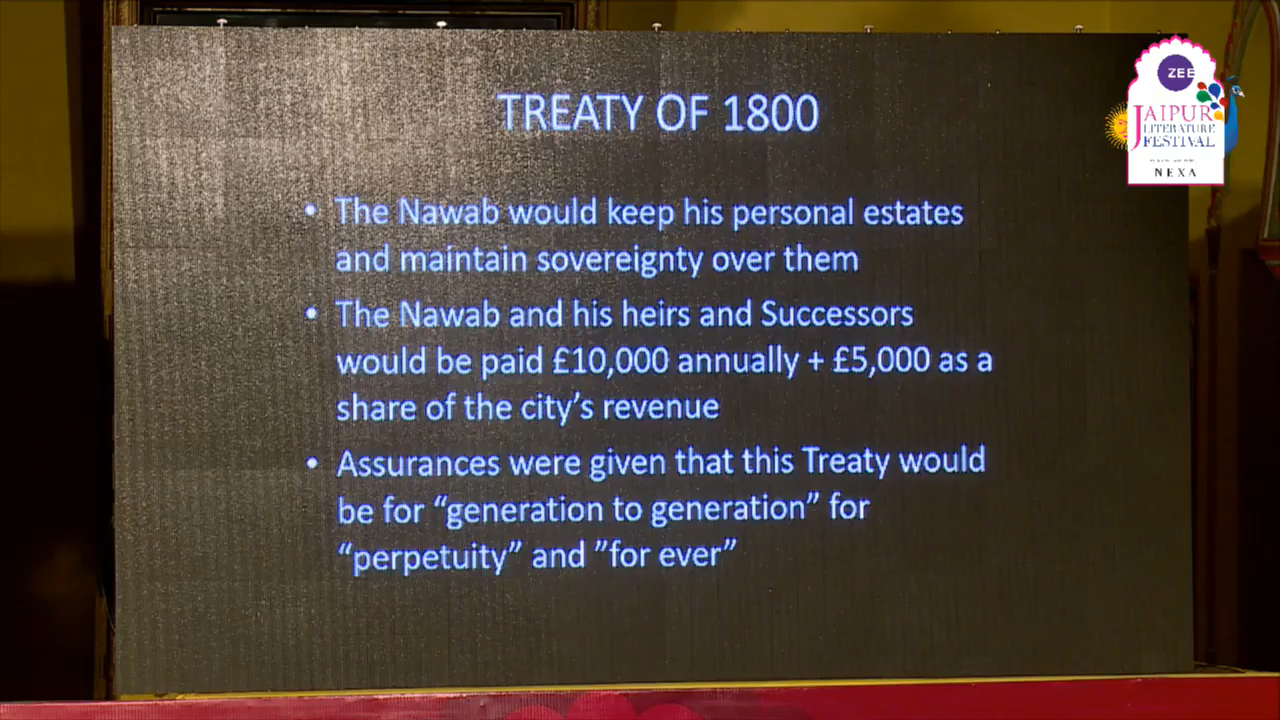 ZEE
JAIPUR
LITERATURE
FESTIVAL
NEXA
TREATY OF 1800
• The Nawab would keep his personal estates
and maintain sovereignty over them
• The Nawab and his heirs and Successors
would be paid £10,000 annually + £5,000 as a
share of the city’s revenue
• Assurances were given that this Treaty would
be for “generation to generation” for
“perpetuity” and ”for ever”